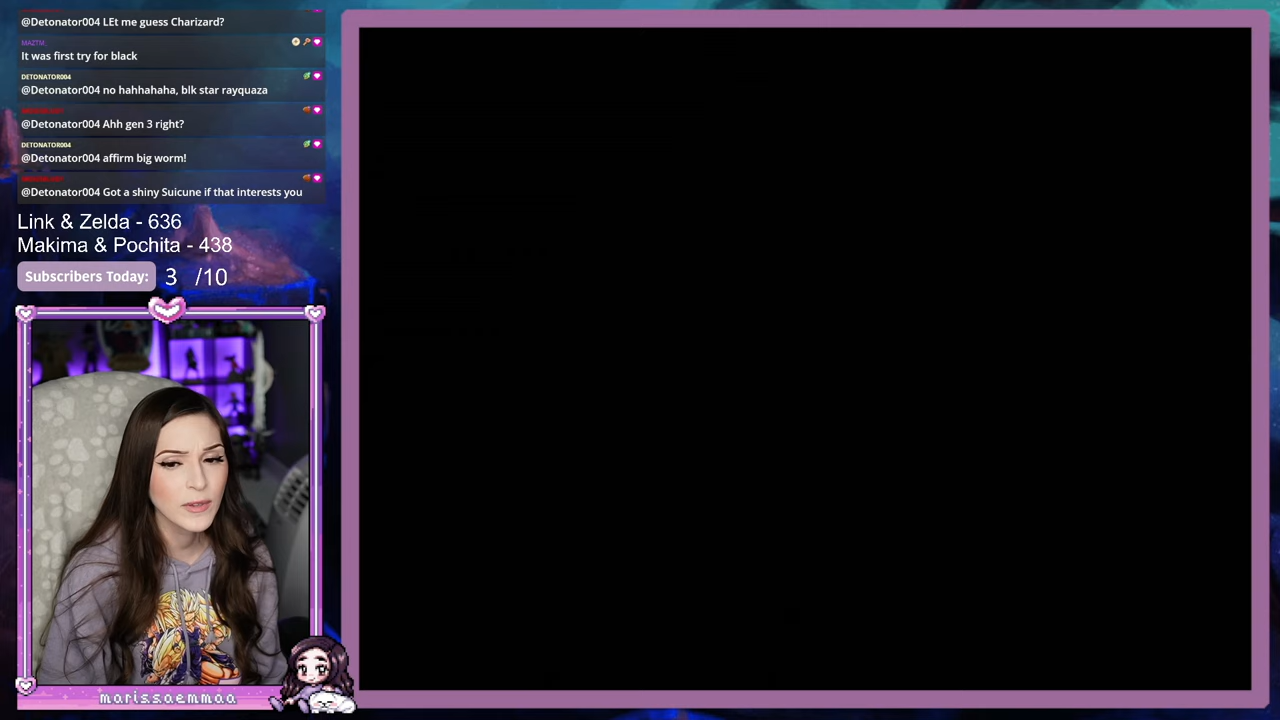 @Detonator004 LEt me guess Charizard?
MAZTM_
It was first try for black
DETONATOR004
@Detonator004 no hahhahaha, blk star rayquaza
@Detonator004 Ahh gen 3 right?
DETONATOR004
@Detonator004 affirm big worm!
@Detonator004 Got a shiny Suicune if that interests you
Link & Zelda - 636
Makima & Pochita - 438
Subscribers Today: 3 /10
marissaemmaa